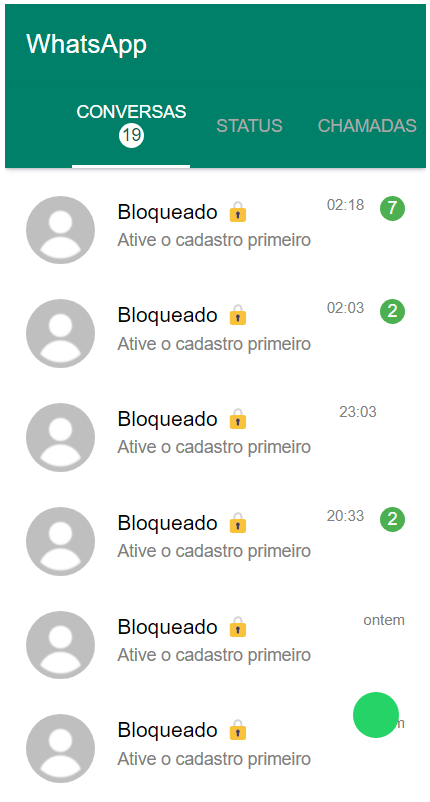 WhatsApp
CONVERSAS STATUS CHAMADAS
19
Bloqueado 🔒 02:18 7
Ative o cadastro primeiro
Bloqueado 🔒 02:03 2
Ative o cadastro primeiro
Bloqueado 🔒 23:03
Ative o cadastro primeiro
Bloqueado 🔒 20:33 2
Ative o cadastro primeiro
Bloqueado 🔒 ontem
Ative o cadastro primeiro
Bloqueado 🔒
Ative o cadastro primeiro